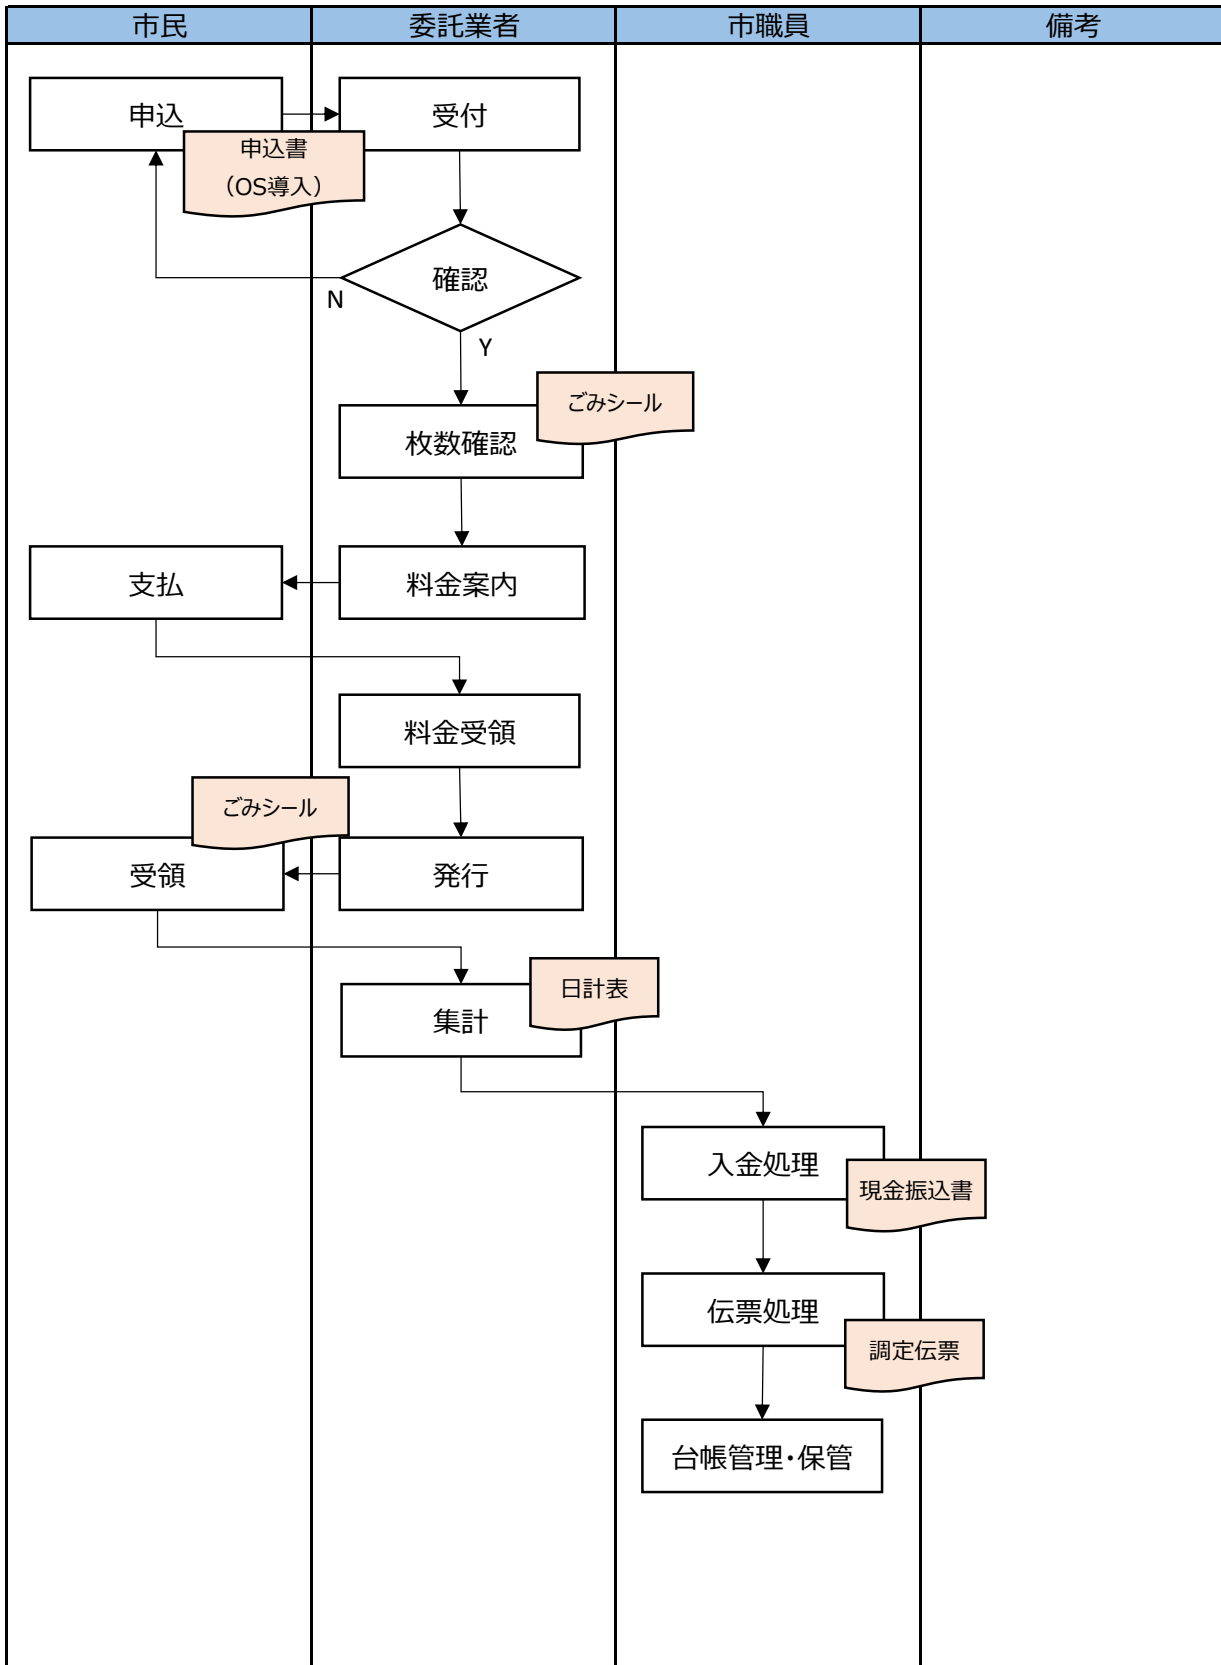 市民
委託業者
市職員
備考
申込
受付
申込書
（OS導入）
確認
N
Y
ごみシール
枚数確認
支払
料金案内
料金受領
ごみシール
受領
発行
日計表
集計
入金処理
現金振込書
伝票処理
調定伝票
台帳管理・保管